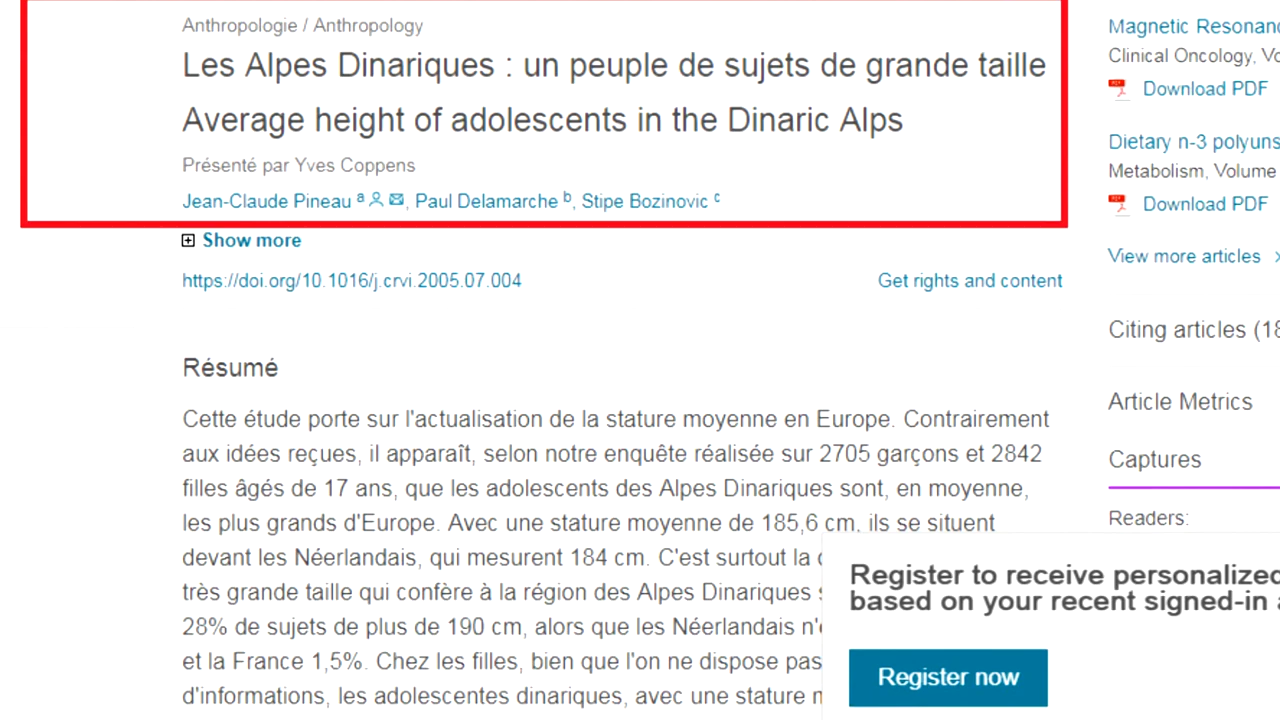 Anthropologie / Anthropology
Les Alpes Dinariques : un peuple de sujets de grande taille
Average height of adolescents in the Dinaric Alps
Présenté par Yves Coppens
Jean-Claude Pineau a, Paul Delamarche b, Stipe Bozinovic c
Show more
https://doi.org/10.1016/j.crvi.2005.07.004
Get rights and content
Résumé
Cette étude porte sur l'actualisation de la stature moyenne en Europe. Contrairement
aux idées reçues, il apparaît, selon notre enquête réalisée sur 2705 garçons et 2842
filles âgés de 17 ans, que les adolescents des Alpes Dinariques sont, en moyenne,
les plus grands d'Europe. Avec une stature moyenne de 185,6 cm, ils se situent
devant les Néerlandais, qui mesurent 184 cm. C'est surtout la
très grande taille qui confère à la région des Alpes Dinariques
28% de sujets de plus de 190 cm, alors que les Néerlandais
et la France 1,5%. Chez les filles, bien que l'on ne dispose pas
d'informations, les adolescentes dinariques, avec une stature
Magnetic
Clinical Oncology,
Download PDF
Dietary n-3
Metabolism, Volume
Download PDF
View more articles
Citing articles
Article Metrics
Captures
Readers:
Register to receive personalized
based on your recent signed-in
Register now